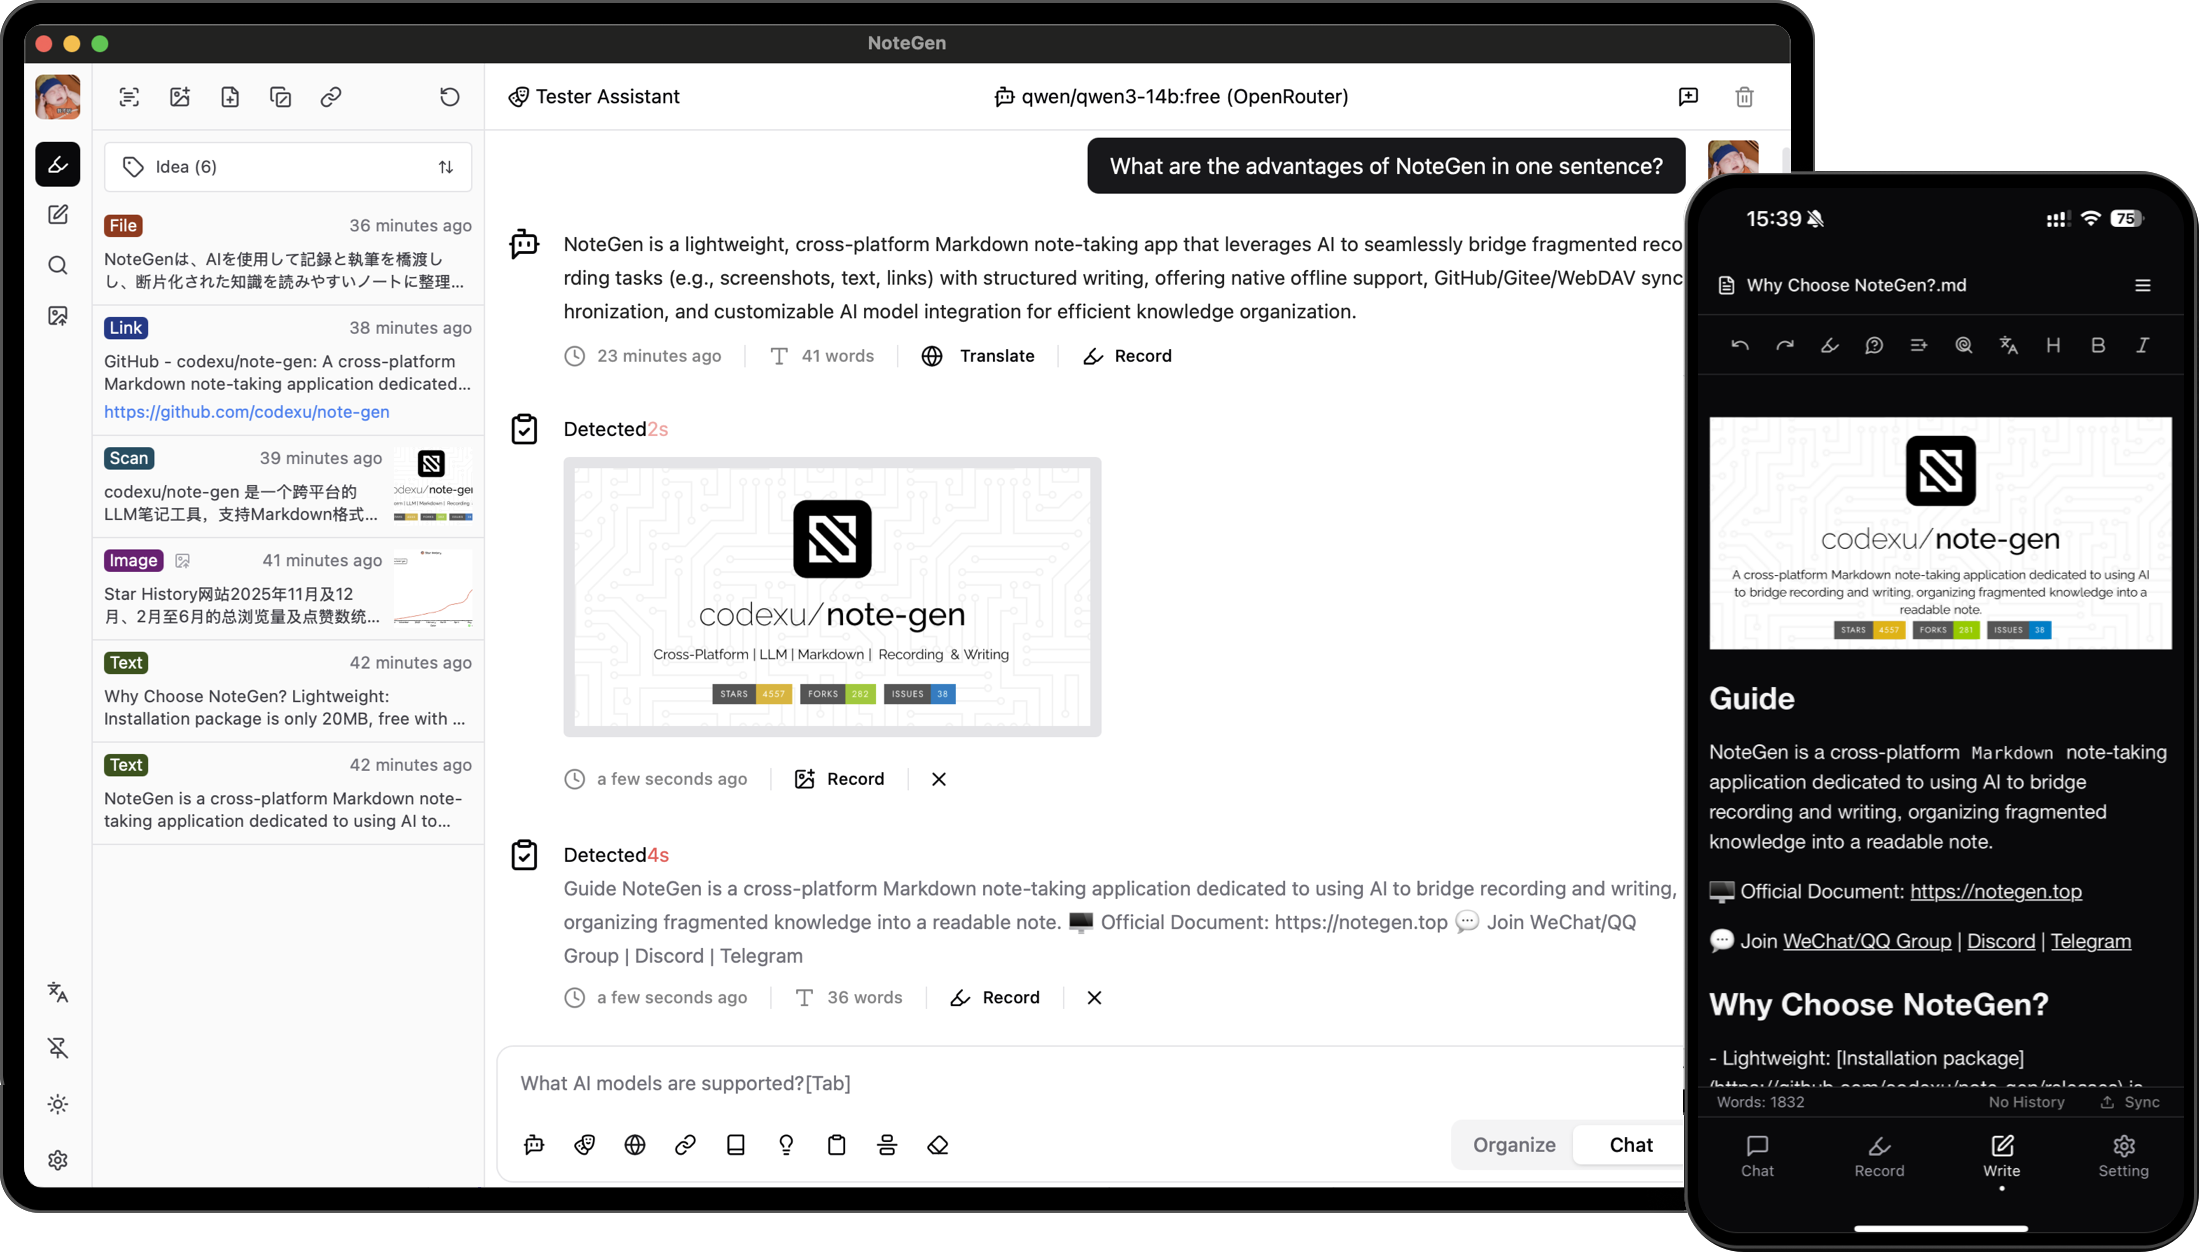 NoteGen
Tester Assistant
qwen/qwen3-14b:free (OpenRouter)
Idea (6)
File
36 minutes ago
NoteGenは、AIを使用して記録と執筆を橋渡し
し、断片化された知識を読みやすいノートに整理...
Link
38 minutes ago
GitHub - codexu/note-gen: A cross-platform
Markdown note-taking application dedicated...
https://github.com/codexu/note-gen
Scan
39 minutes ago
codexu/note-gen 是一个跨平台的
LLM笔记工具，支持Markdown格式...
Image
41 minutes ago
Star History网站2025年11月及12
月、2月至6月的总浏览量及点赞数统...
Text
42 minutes ago
Why Choose NoteGen? Lightweight:
Installation package is only 20MB, free with ...
Text
42 minutes ago
NoteGen is a cross-platform Markdown note-
taking application dedicated to using AI to...
What are the advantages of NoteGen in one sentence?
NoteGen is a lightweight, cross-platform Markdown note-taking app that leverages AI to seamlessly bridge fragmented reco
rding tasks (e.g., screenshots, text, links) with structured writing, offering native offline support, GitHub/Gitee/WebDAV sync
hronization, and customizable AI model integration for efficient knowledge organization.
23 minutes ago
41 words
Translate
Record
Detected2s
codexu/note-gen
Cross-Platform | LLM | Markdown | Recording & Writing
STARS 4557 FORKS 282 ISSUES 38
a few seconds ago
Record
Detected4s
Guide NoteGen is a cross-platform Markdown note-taking application dedicated to using AI to bridge recording and writing,
organizing fragmented knowledge into a readable note. 🖥️ Official Document: https://notegen.top 💬 Join WeChat/QQ
Group | Discord | Telegram
a few seconds ago
36 words
Record
What AI models are supported?[Tab]
Organize
Chat
15:39
75
Why Choose NoteGen?.md
codexu/note-gen
A cross-platform Markdown note-taking application dedicated to using AI
to bridge recording and writing, organizing fragmented knowledge into a
readable note.
STARS 4557 FORKS 281 ISSUES 38
Guide
NoteGen is a cross-platform Markdown note-taking
application dedicated to using AI to bridge
recording and writing, organizing fragmented
knowledge into a readable note.
🖥️ Official Document: https://notegen.top
💬 Join WeChat/QQ Group | Discord | Telegram
Why Choose NoteGen?
- Lightweight: [Installation package]
(https://github.com/codexu/note-gen/releases) is
Words: 1832
No History
Sync
Chat
Record
Write
Setting